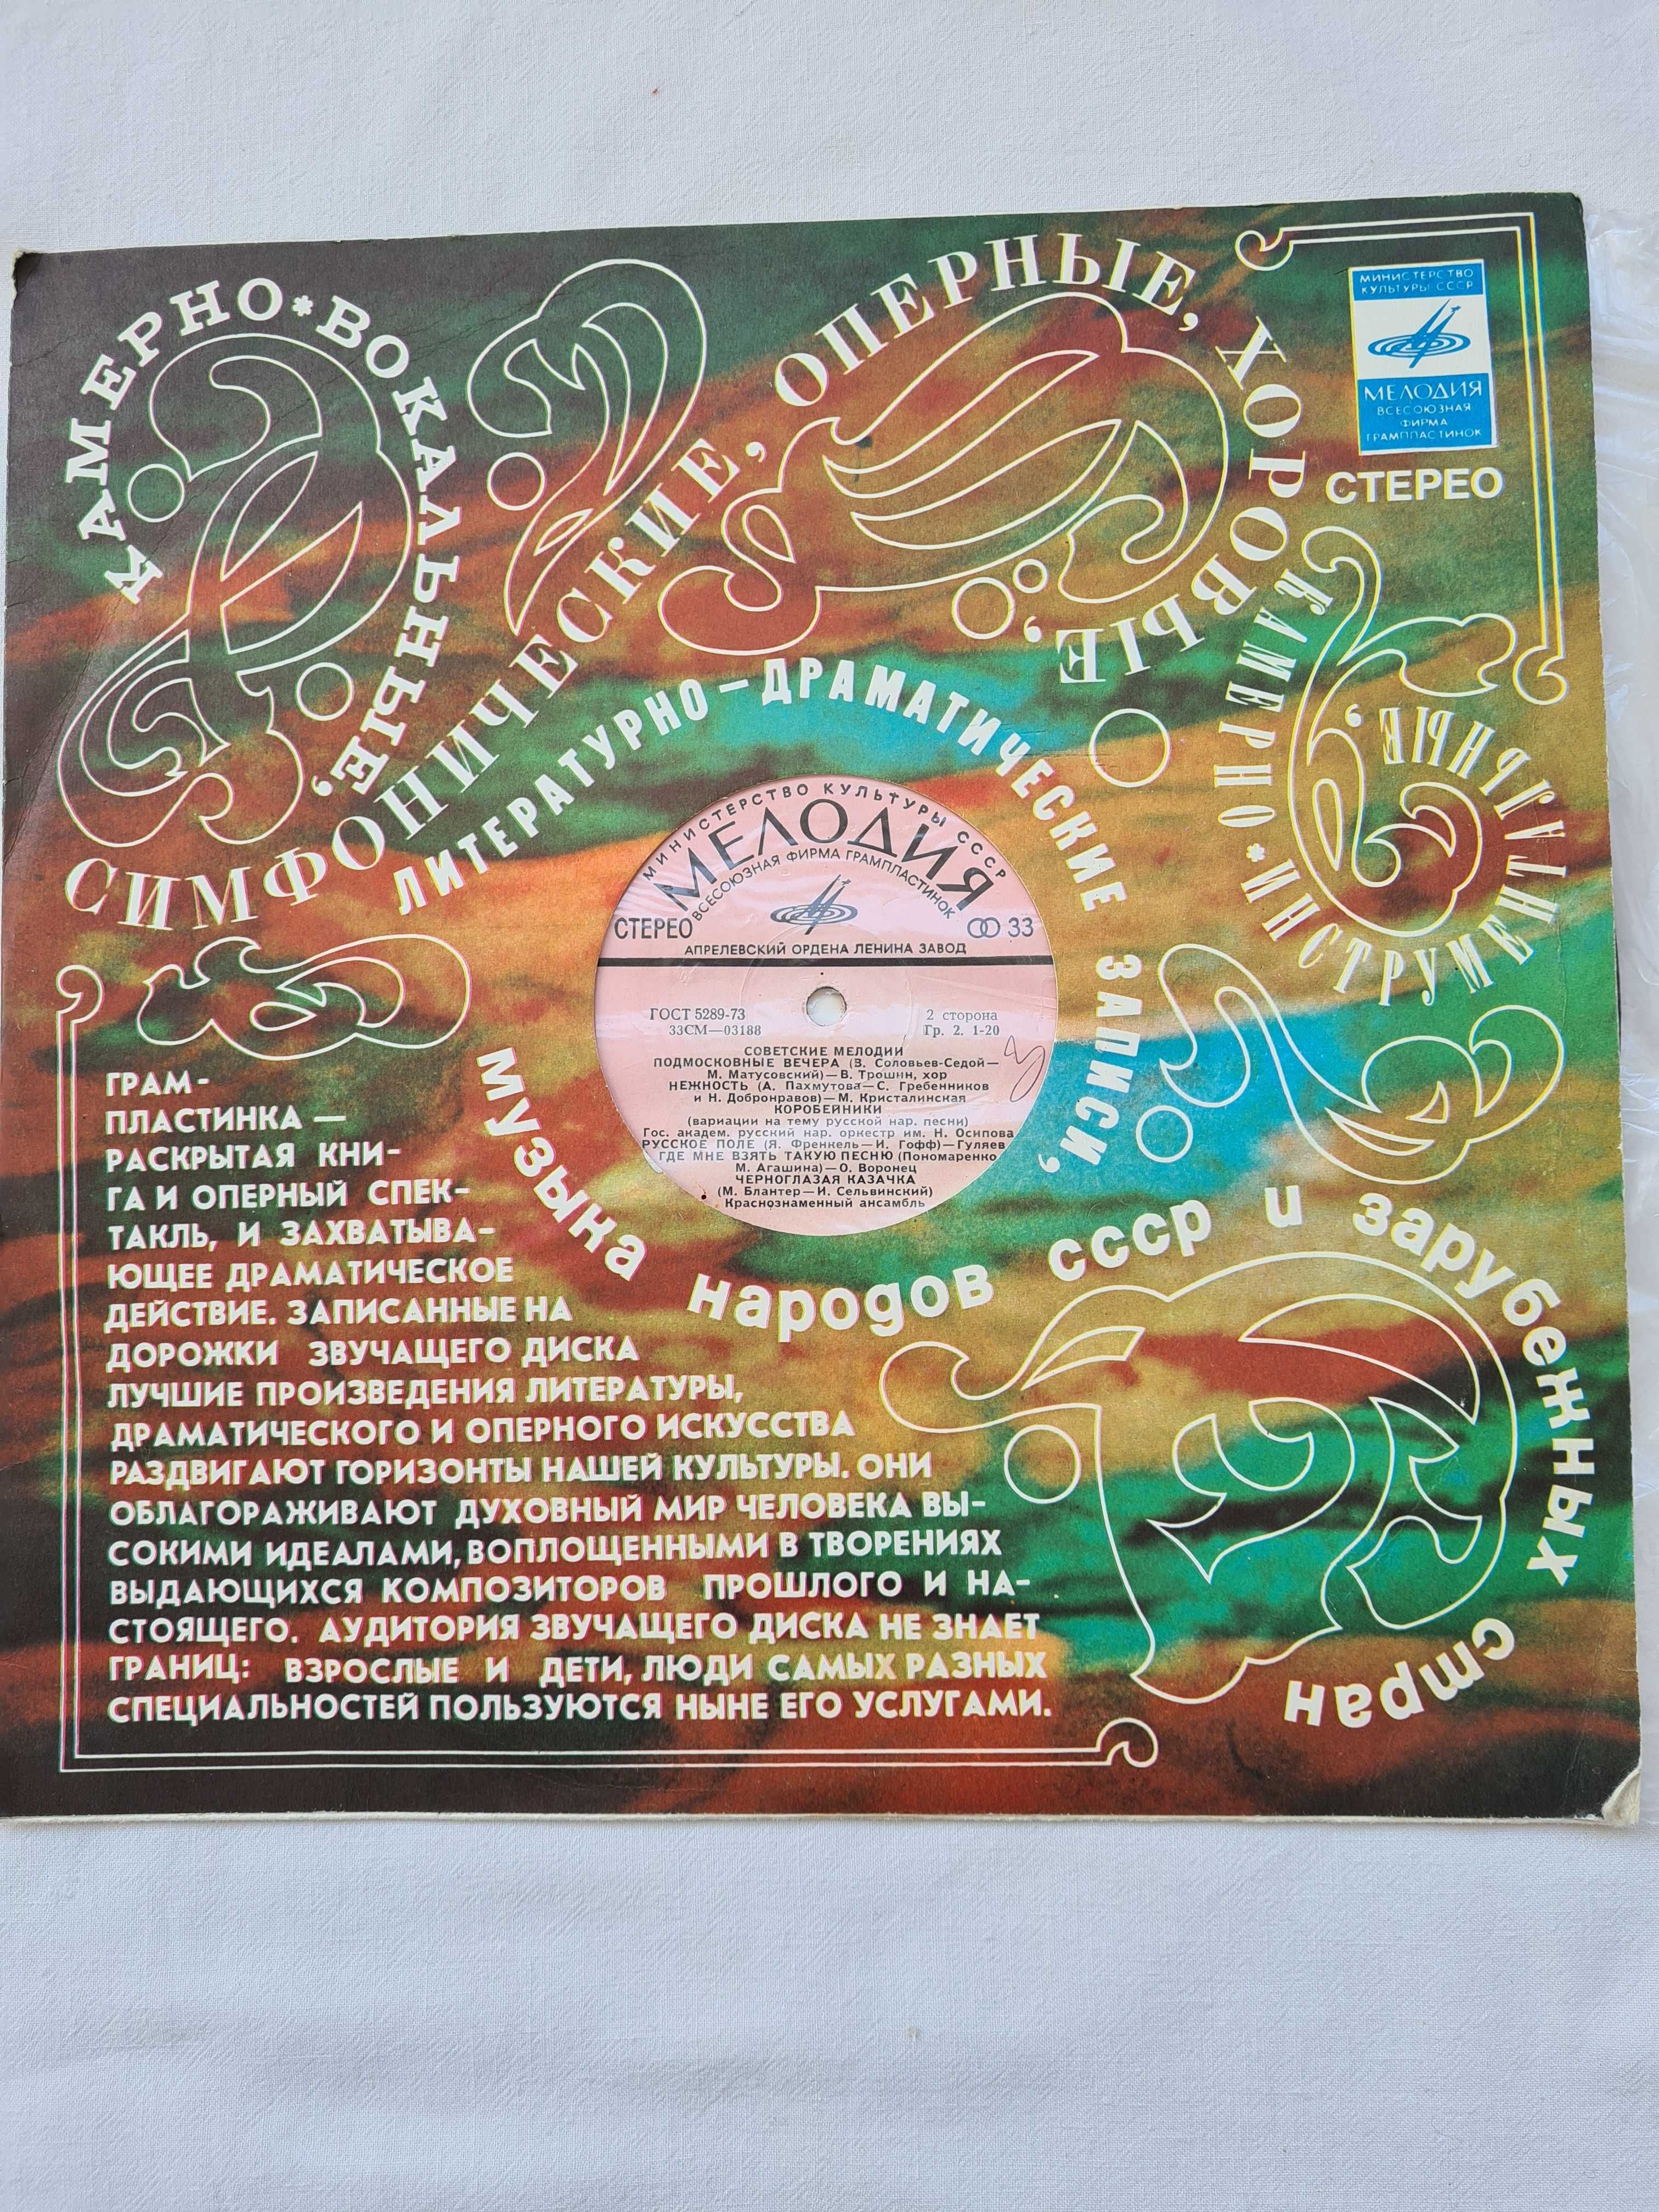 КАМЕРНО*ВОКАЛЬНЫЕ,
СИМФОНИЧЕСКИЕ, ОПЕРНЫЕ, ХОРОВЫЕ,
КАМЕРНО*ИНСТРУМЕНТАЛЬНЫЕ,
ЛИТЕРАТУРНО-ДРАМАТИЧЕСКИЕ ЗАПИСИ,
музыка народов ссср и зарубежных стран
МИНИСТЕРСТВО
КУЛЬТУРЫ СССР
МЕЛОДИЯ
ВСЕСОЮЗНАЯ
ФИРМА
ГРАМПЛАСТИНОК
СТЕРЕО
МИНИСТЕРСТВО КУЛЬТУРЫ СССР
МЕЛОДИЯ
ВСЕСОЮЗНАЯ ФИРМА ГРАМПЛАСТИНОК
СТЕРЕО
33
АПРЕЛЕВСКИЙ ОРДЕНА ЛЕНИНА ЗАВОД
ГОСТ 5289-73 2 сторона
33СМ—03188 Гр. 2. 1-20
СОВЕТСКИЕ МЕЛОДИИ
ПОДМОСКОВНЫЕ ВЕЧЕРА (В. Соловьев-Седой—
М. Матусовский)—В. Трошин, хор
НЕЖНОСТЬ (А. Пахмутова—С. Гребенников
и Н. Добронравов)—М. Кристалинская
КОРОБЕЙНИКИ
(вариации на тему русской нар. песни)
Гос. академ. русский нар. оркестр им. Н. Осипова
РУССКОЕ ПОЛЕ (Я. Френкель—И. Гофф)—Гуляев
ГДЕ МНЕ ВЗЯТЬ ТАКУЮ ПЕСНЮ (Пономаренко
М. Агашина)—О. Воронец
ЧЕРНОГЛАЗАЯ КАЗАЧКА
(М. Блантер—И. Сельвинский)
Краснознаменный ансамбль
ГРАМ-
ПЛАСТИНКА —
РАСКРЫТАЯ КНИ-
ГА И ОПЕРНЫЙ СПЕК-
ТАКЛЬ, И ЗАХВАТЫВА-
ЮЩЕЕ ДРАМАТИЧЕСКОЕ
ДЕЙСТВИЕ. ЗАПИСАННЫЕ НА
ДОРОЖКИ ЗВУЧАЩЕГО ДИСКА
ЛУЧШИЕ ПРОИЗВЕДЕНИЯ ЛИТЕРАТУРЫ,
ДРАМАТИЧЕСКОГО И ОПЕРНОГО ИСКУССТВА
РАЗДВИГАЮТ ГОРИЗОНТЫ НАШЕЙ КУЛЬТУРЫ. ОНИ
ОБЛАГОРАЖИВАЮТ ДУХОВНЫЙ МИР ЧЕЛОВЕКА ВЫ-
СОКИМИ ИДЕАЛАМИ, ВОПЛОЩЕННЫМИ В ТВОРЕНИЯХ
ВЫДАЮЩИХСЯ КОМПОЗИТОРОВ ПРОШЛОГО И НА-
СТОЯЩЕГО. АУДИТОРИЯ ЗВУЧАЩЕГО ДИСКА НЕ ЗНАЕТ
ГРАНИЦ: ВЗРОСЛЫЕ И ДЕТИ, ЛЮДИ САМЫХ РАЗНЫХ
СПЕЦИАЛЬНОСТЕЙ ПОЛЬЗУЮТСЯ НЫНЕ ЕГО УСЛУГАМИ.